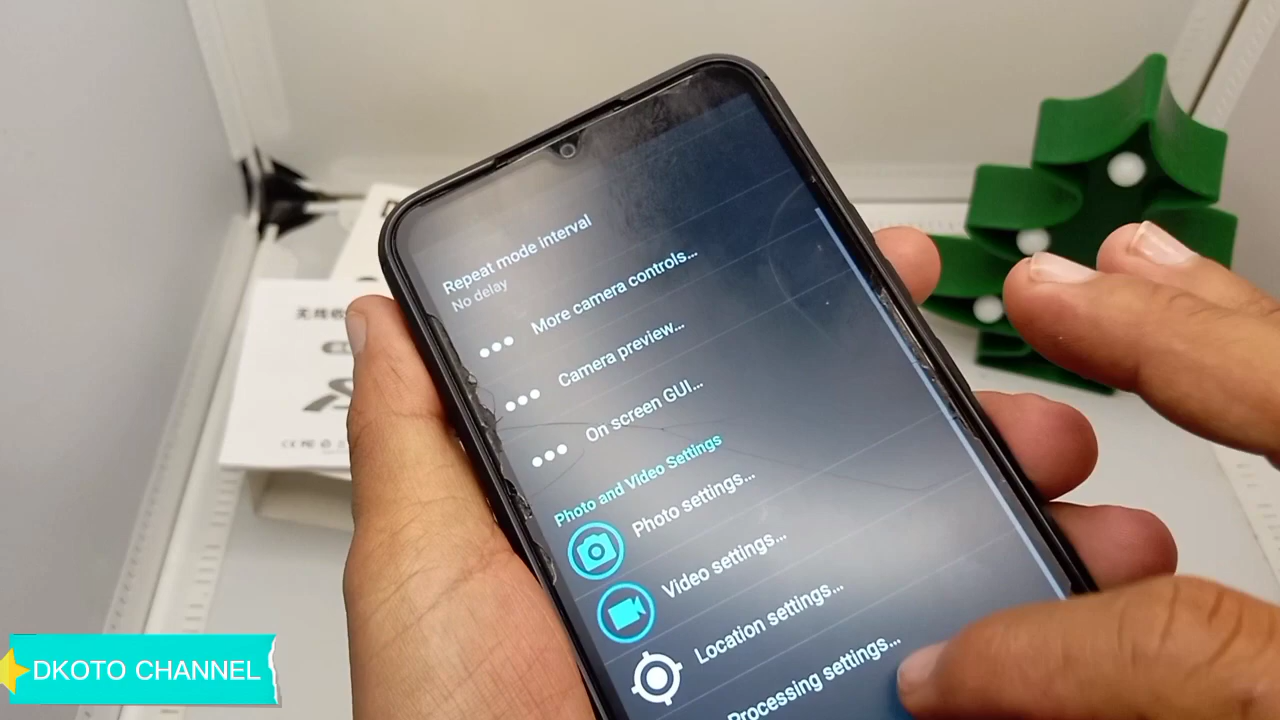 Repeat mode interval
No delay
More camera controls...
Camera preview...
On screen GUI...
Photo and Video Settings
Photo settings...
Video settings...
Location settings...
Processing settings...
DKOTO CHANNEL